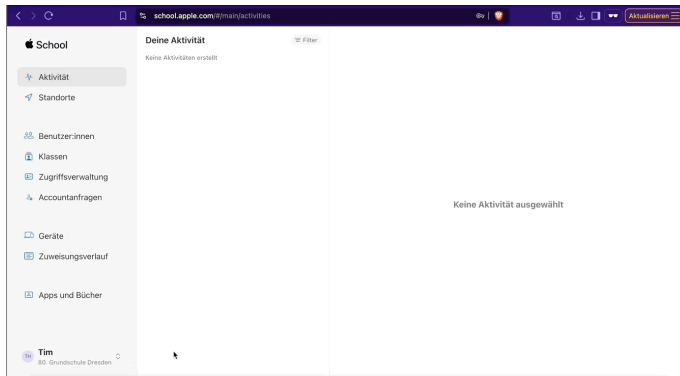 school.apple.com/#/main/activities
Aktualisieren
School
Deine Aktivität
Filter
Keine Aktivitäten erstellt
Aktivität
Standorte
Benutzer:innen
Klassen
Zugriffsverwaltung
Accountanfragen
Keine Aktivität ausgewählt
Geräte
Zuweisungsverlauf
Apps und Bücher
TH
Tim
80. Grundschule Dresden